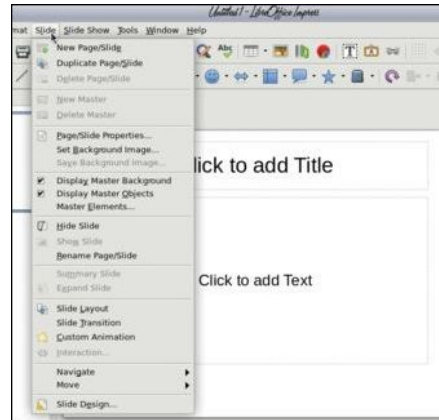 Untitled 1 - LibreOffice Impress
mat Slide Slide Show Tools Window Help
New Page/Slide
Duplicate Page/Slide
Delete Page/Slide
New Master
Delete Master
Page/Slide Properties...
Set Background Image...
Save Background Image...
Display Master Background
Display Master Objects
Master Elements...
Hide Slide
Show Slide
Rename Page/Slide
Summary Slide
Expand Slide
Slide Layout
Slide Transition
Custom Animation
Interaction...
Navigate
Move
Slide Design...
lick to add Title
Click to add Text